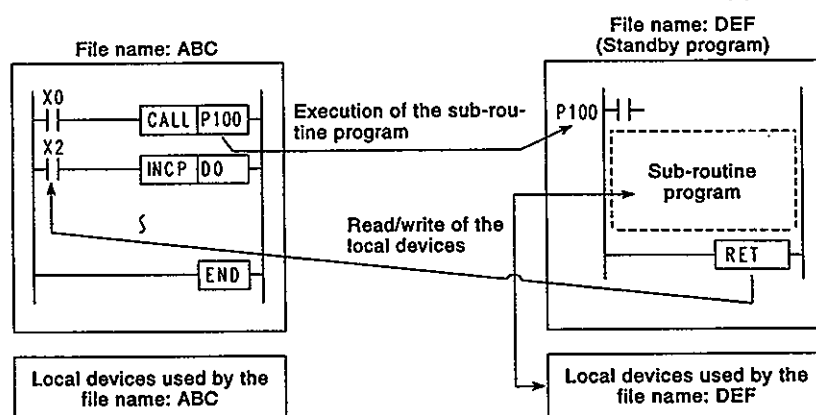 File name: ABC
X0
CALL P100
X2
INCP D0
END
Local devices used by the
file name: ABC
Execution of the sub-rou-
tine program
Read/write of the
local devices
File name: DEF
(Standby program)
P100
Sub-routine
program
RET
Local devices used by the
file name: DEF